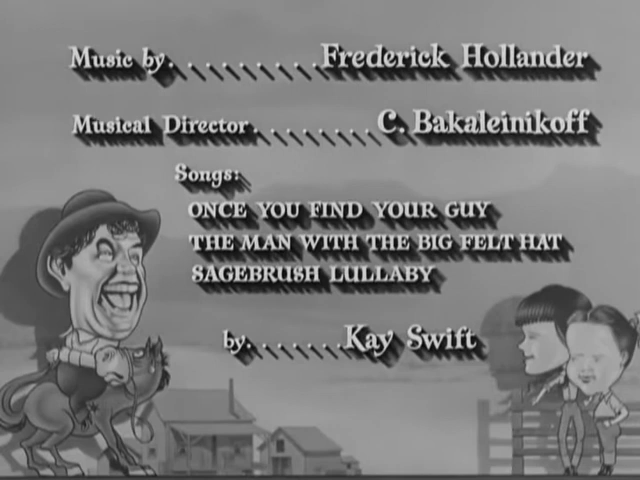 Music by.........Frederick Hollander
Musical Director........C. Bakaleinikoff
Songs:
ONCE YOU FIND YOUR GUY
THE MAN WITH THE BIG FELT HAT
SAGEBRUSH LULLABY
by.......Kay Swift